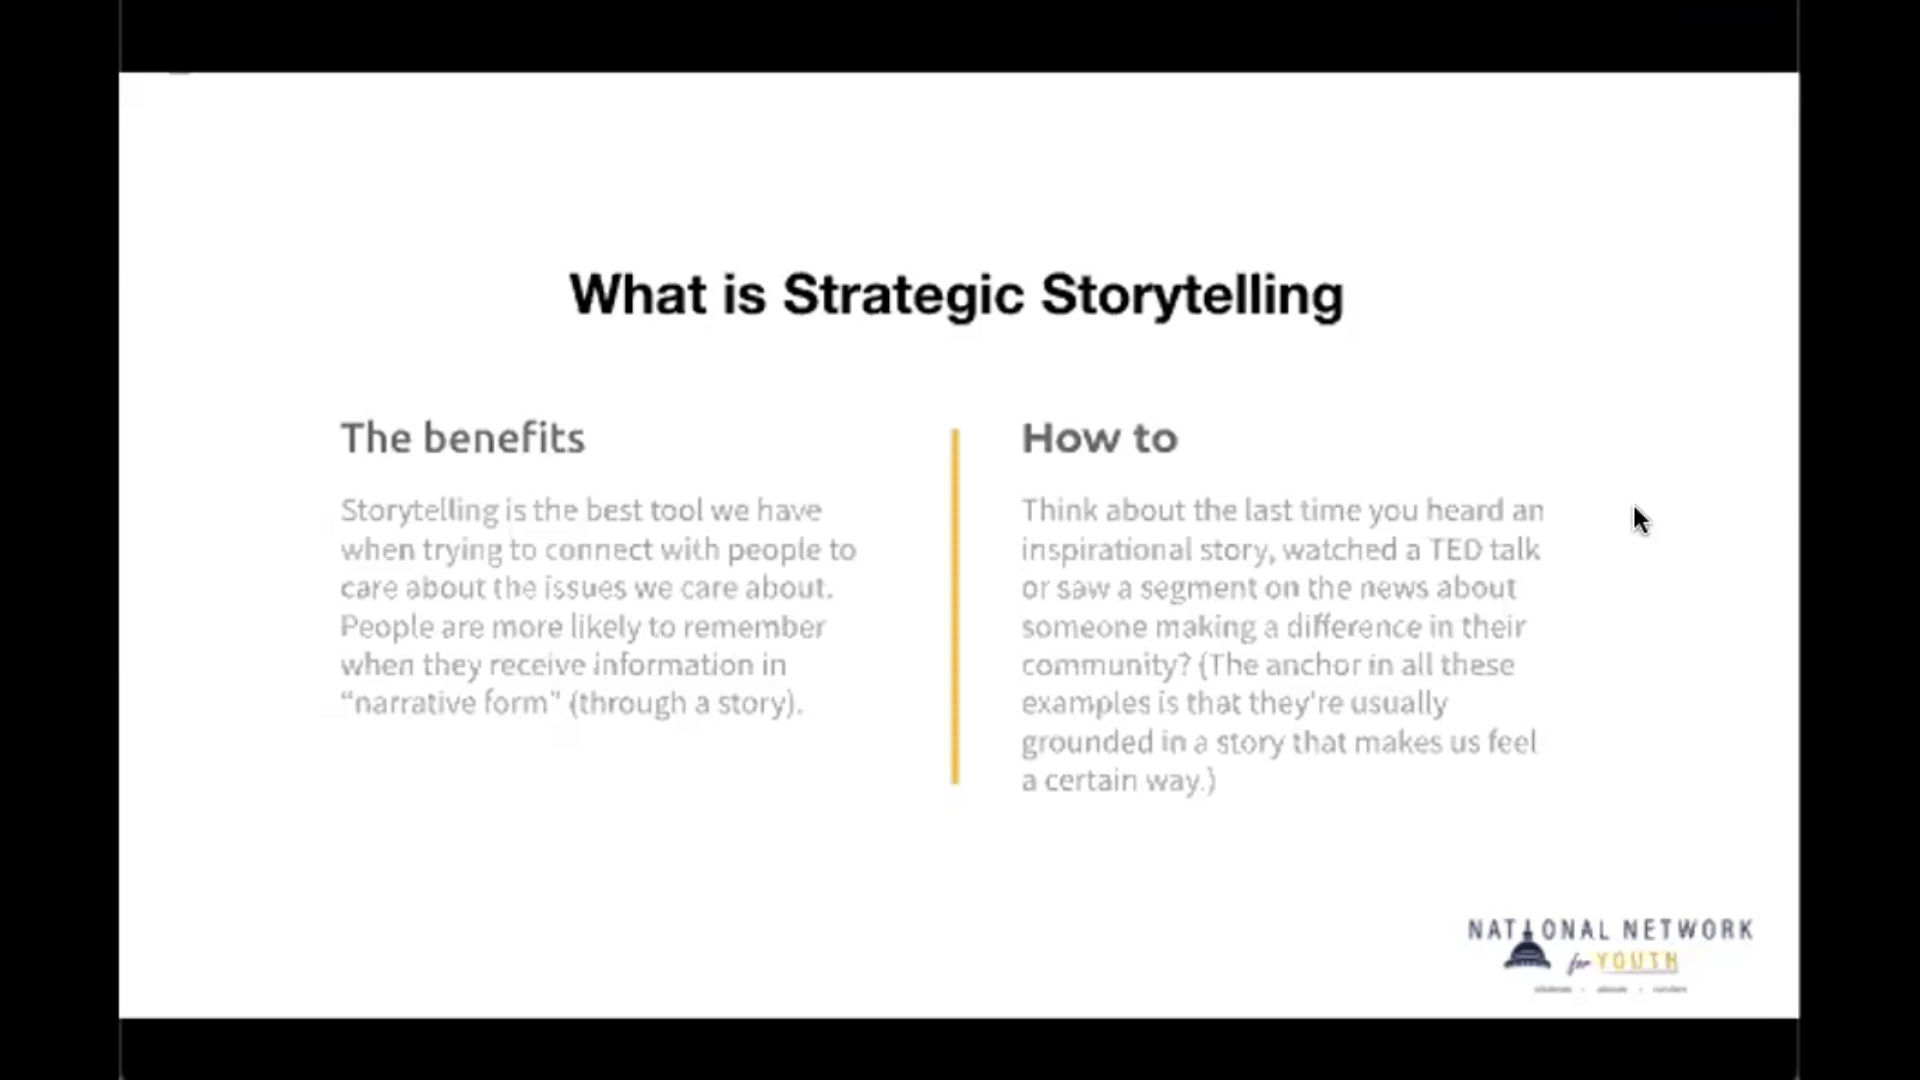 What is Strategic Storytelling
The benefits
Storytelling is the best tool we have
when trying to connect with people to
care about the issues we care about.
People are more likely to remember
when they receive information in
“narrative form” (through a story).
How to
Think about the last time you heard an
inspirational story, watched a TED talk
or saw a segment on the news about
someone making a difference in their
community? (The anchor in all these
examples is that they're usually
grounded in a story that makes us feel
a certain way.)
NATIONAL NETWORK
for YOUTH